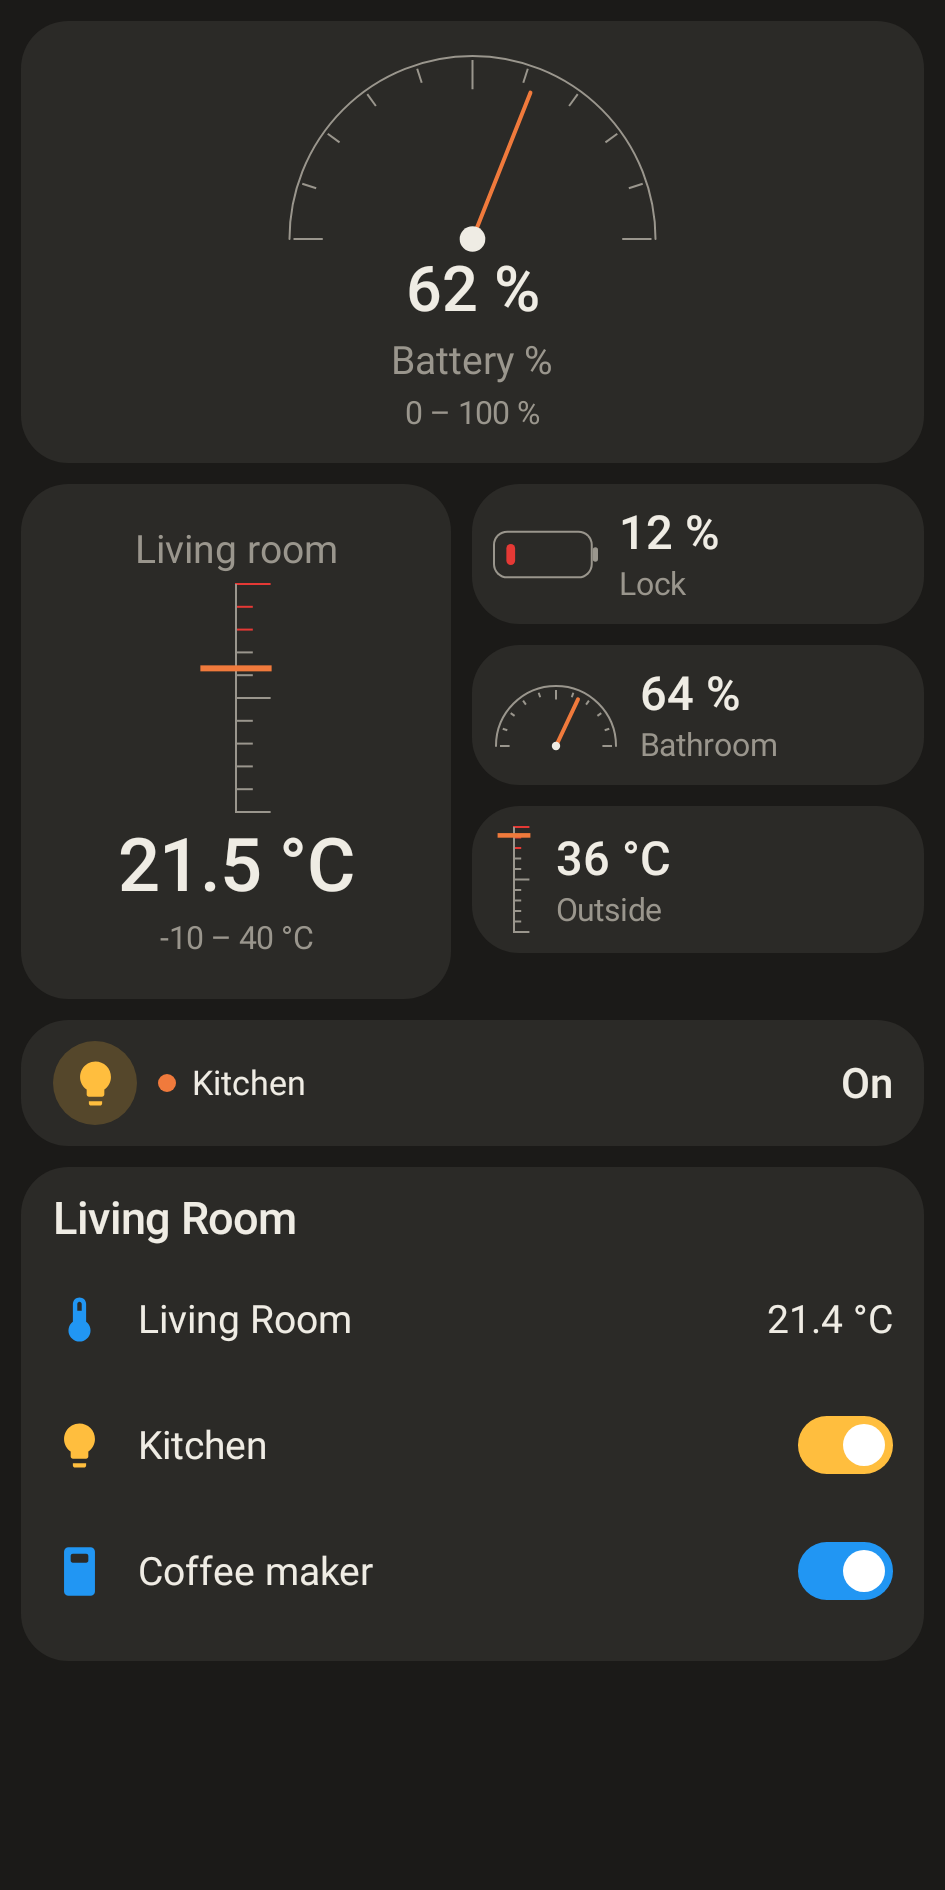 62 %
Battery %
0 – 100 %
Living room
21.5 °C
-10 – 40 °C
12 %
Lock
64 %
Bathroom
36 °C
Outside
Kitchen
On
Living Room
Living Room
21.4 °C
Kitchen
Coffee maker